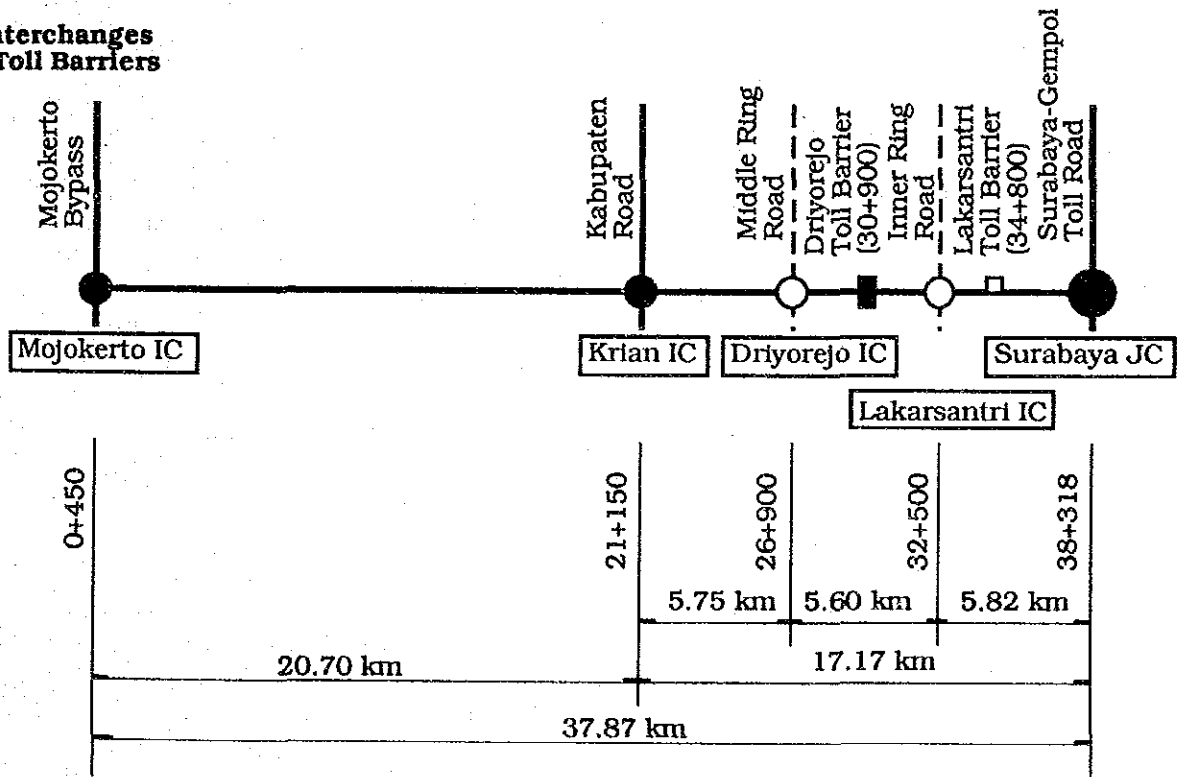 nterchanges
Toll Barriers
Mojokerto
Bypass
Kabupaten
Road
Middle Ring
Road
Driyorejo
Toll Barrier
(30+900)
Inner Ring
Road
Lakarsantri
Toll Barrier
(34+800)
Surabaya-Gempol
Toll Road
Mojokerto IC
Krian IC
Driyorejo IC
Surabaya JC
Lakarsantri IC
0+450
21+150
26+900
32+500
38+318
5.75 km
5.60 km
5.82 km
20.70 km
17.17 km
37.87 km